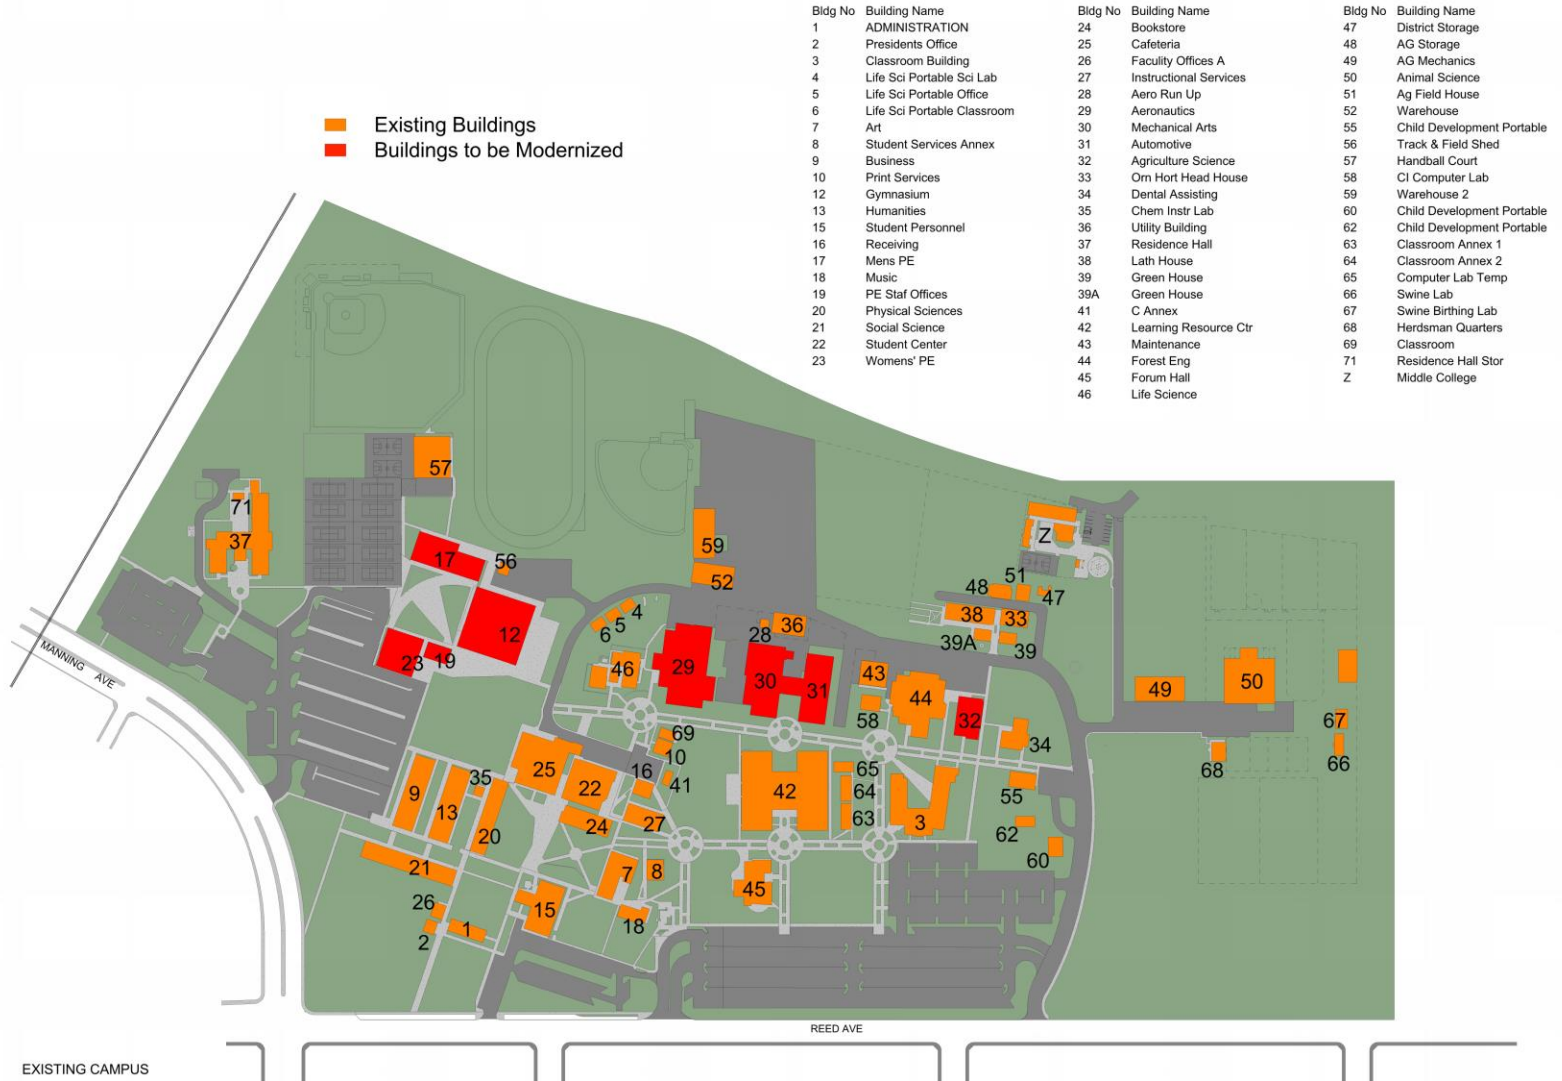 Bldg No Building Name
1 ADMINISTRATION
2 Presidents Office
3 Classroom Building
4 Life Sci Portable Sci Lab
5 Life Sci Portable Office
6 Life Sci Portable Classroom
7 Art
8 Student Services Annex
9 Business
10 Print Services
12 Gymnasium
13 Humanities
15 Student Personnel
16 Receiving
17 Mens PE
18 Music
19 PE Staf Offices
20 Physical Sciences
21 Social Science
22 Student Center
23 Womens' PE
Bldg No Building Name
24 Bookstore
25 Cafeteria
26 Faculity Offices A
27 Instructional Services
28 Aero Run Up
29 Aeronautics
30 Mechanical Arts
31 Automotive
32 Agriculture Science
33 Orn Hort Head House
34 Dental Assisting
35 Chem Instr Lab
36 Utility Building
37 Residence Hall
38 Lath House
39 Green House
39A Green House
41 C Annex
42 Learning Resource Ctr
43 Maintenance
44 Forest Eng
45 Forum Hall
46 Life Science
Bldg No Building Name
47 District Storage
48 AG Storage
49 AG Mechanics
50 Animal Science
51 Ag Field House
52 Warehouse
55 Child Development Portable
56 Track & Field Shed
57 Handball Court
58 CI Computer Lab
59 Warehouse 2
60 Child Development Portable
62 Child Development Portable
63 Classroom Annex 1
64 Classroom Annex 2
65 Computer Lab Temp
66 Swine Lab
67 Swine Birthing Lab
68 Herdsman Quarters
69 Classroom
71 Residence Hall Stor
Z Middle College
Existing Buildings
Buildings to be Modernized
57
71
37
17
56
59
52
Z
48
51
47
38
33
39A
39
4
5
6
28
36
12
23
19
46
29
30
31
43
44
58
32
34
49
50
67
66
68
MANNING AVE
69
10
16
41
25
22
35
9
13
20
24
27
42
65
64
63
3
55
62
60
21
7
8
45
26
2
1
15
18
REED AVE
EXISTING CAMPUS